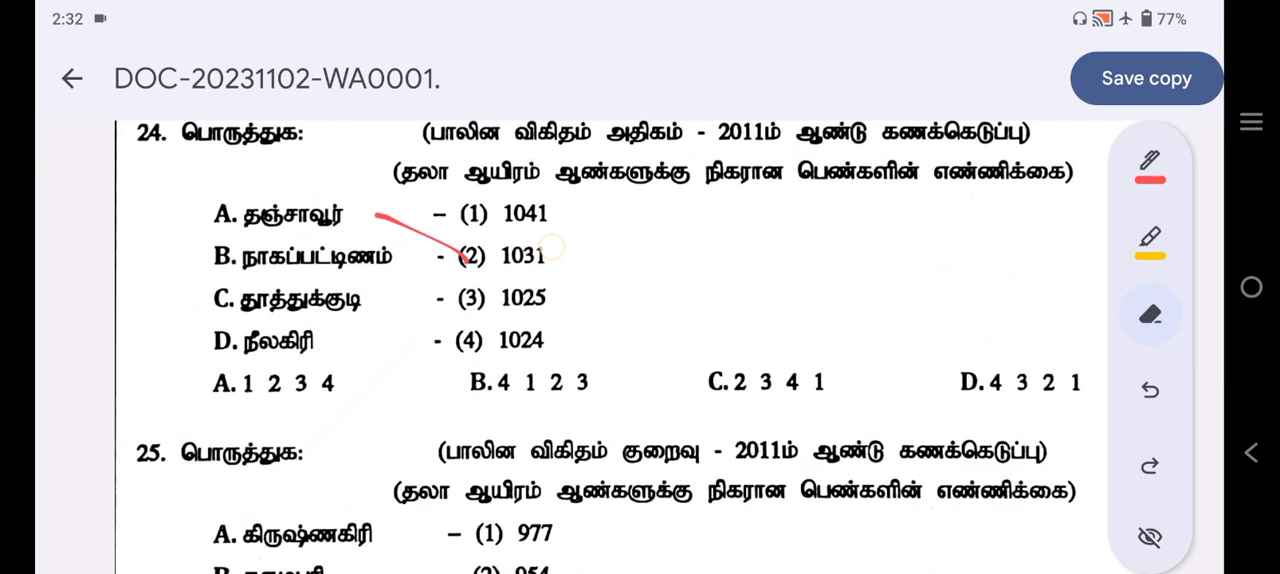 2:32
77%
DOC-20231102-WA0001.
Save copy
24. பொருத்துக: (பாலின விகிதம் அதிகம் - 2011ம் ஆண்டு கணக்கெடுப்பு)
(தலா ஆயிரம் ஆண்களுக்கு நிகரான பெண்களின் எண்ணிக்கை)
A. தஞ்சாவூர் – (1) 1041
B. நாகப்பட்டிணம் - (2) 1031
C. தூத்துக்குடி - (3) 1025
D. நீலகிரி - (4) 1024
A. 1 2 3 4 B. 4 1 2 3 C. 2 3 4 1 D. 4 3 2 1
25. பொருத்துக: (பாலின விகிதம் குறைவு - 2011ம் ஆண்டு கணக்கெடுப்பு)
(தலா ஆயிரம் ஆண்களுக்கு நிகரான பெண்களின் எண்ணிக்கை)
A. கிருஷ்ணகிரி – (1) 977